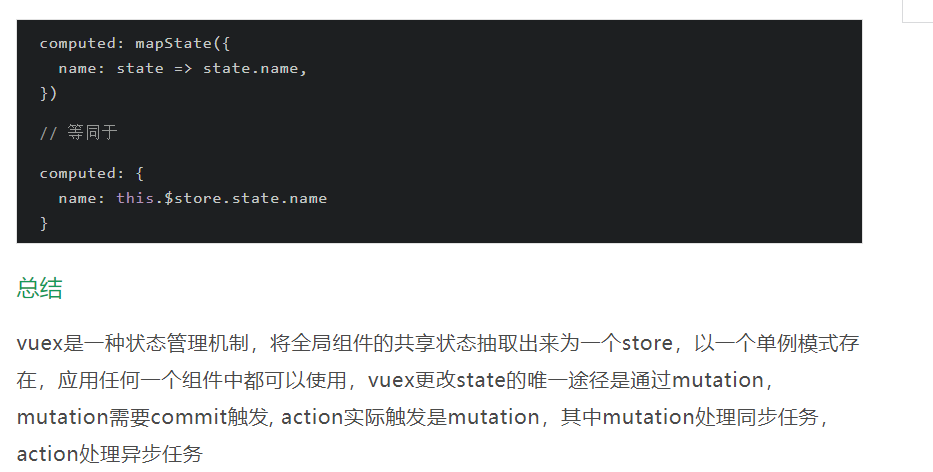 computed: mapState({
name: state => state.name,
})
// 等同于
computed: {
name: this.$store.state.name
}
总结
vuex是一种状态管理机制，将全局组件的共享状态抽取出来为一个store，以一个单例模式存
在，应用任何一个组件中都可以使用，vuex更改state的唯一途径是通过mutation，
mutation需要commit触发, action实际触发是mutation，其中mutation处理同步任务，
action处理异步任务